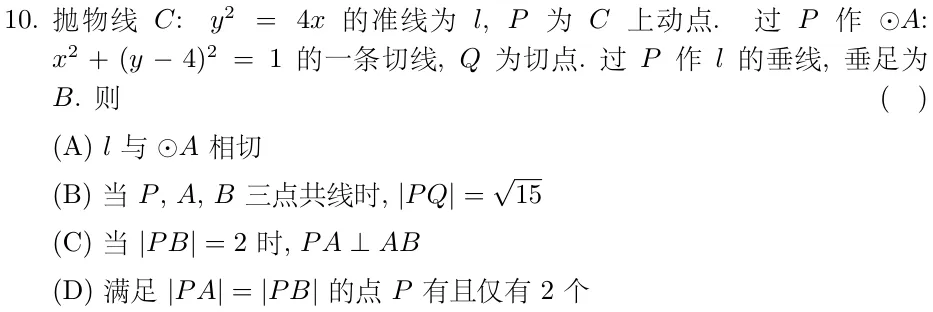 10. 抛物线 C: y² = 4x 的准线为 l, P 为 C 上动点. 过 P 作 ⊙A:
x² + (y − 4)² = 1 的一条切线, Q 为切点. 过 P 作 l 的垂线, 垂足为
B. 则 ( )
(A) l 与 ⊙A 相切
(B) 当 P, A, B 三点共线时, |PQ| = √15
(C) 当 |PB| = 2 时, PA ⊥ AB
(D) 满足 |PA| = |PB| 的点 P 有且仅有 2 个